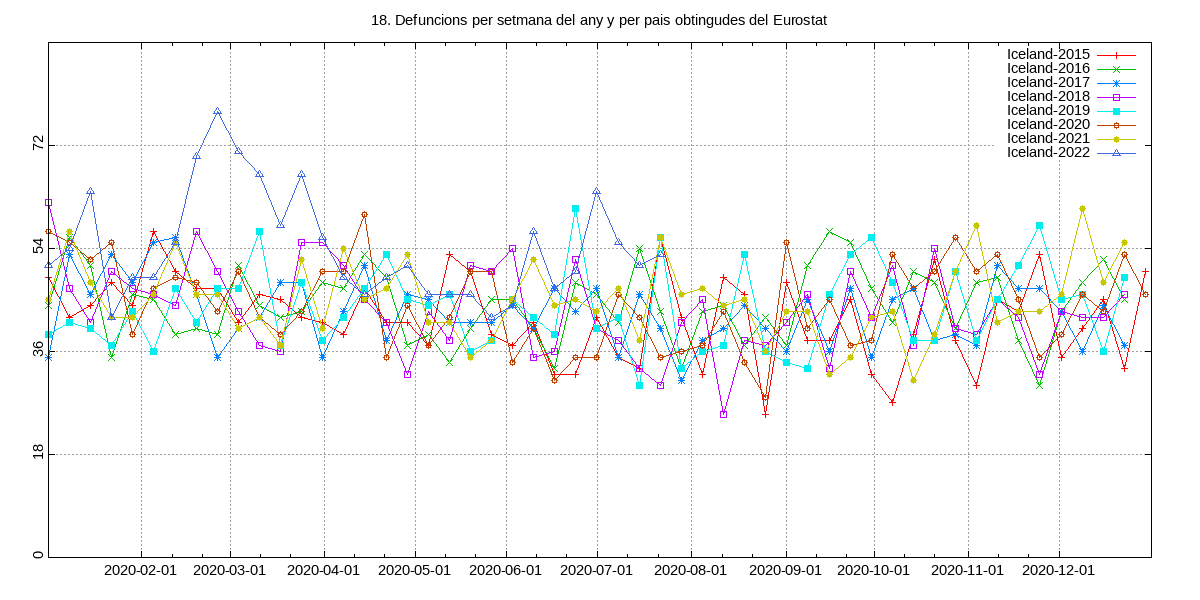 18. Defuncions per setmana del any y per pais obtingudes del Eurostat
Iceland-2015
Iceland-2016
Iceland-2017
Iceland-2018
Iceland-2019
Iceland-2020
Iceland-2021
Iceland-2022
72
54
36
18
0
2020-02-01 2020-03-01 2020-04-01 2020-05-01 2020-06-01 2020-07-01 2020-08-01 2020-09-01 2020-10-01 2020-11-01 2020-12-01